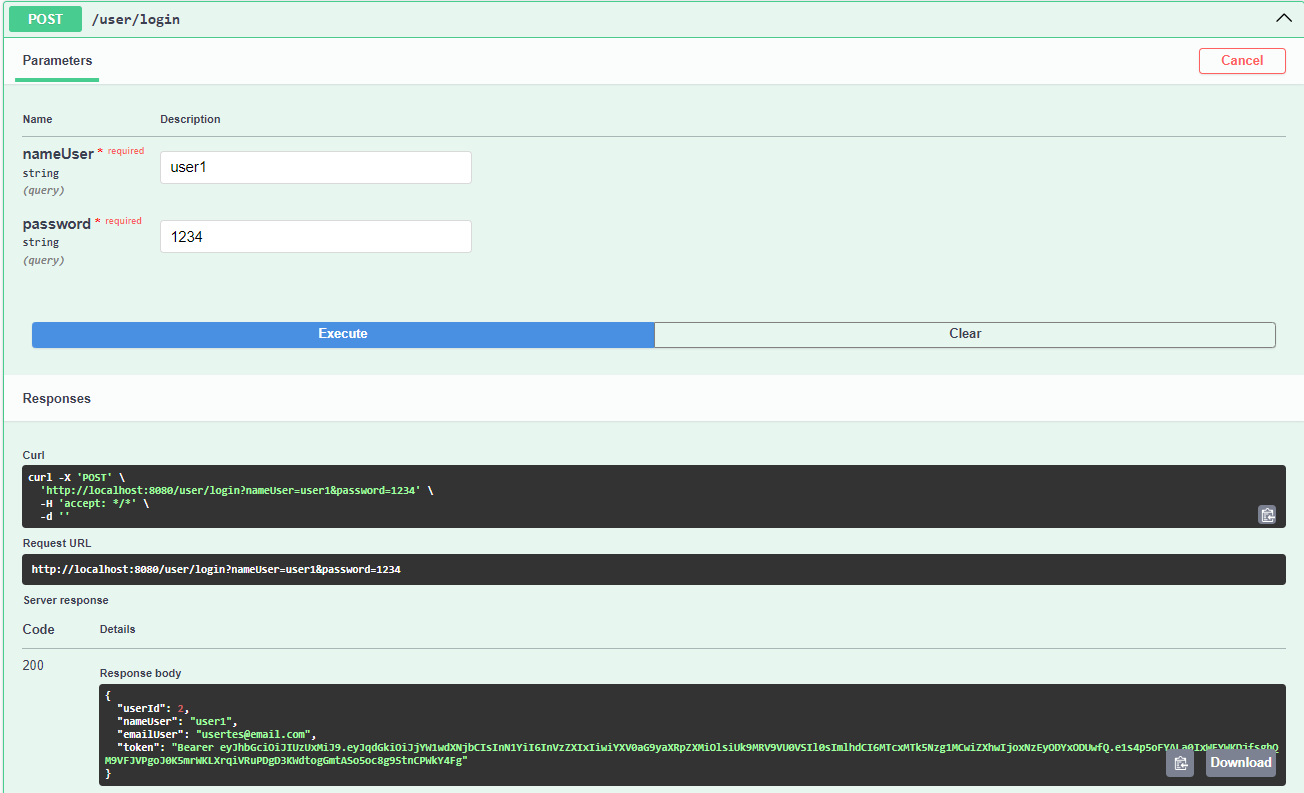 POST /user/login
Parameters
Cancel
Name Description
nameUser * required
string
(query)
user1
password * required
string
(query)
1234
Execute Clear
Responses
Curl
curl -X 'POST' \
'http://localhost:8080/user/login?nameUser=user1&password=1234' \
-H 'accept: */*' \
-d ''
Request URL
http://localhost:8080/user/login?nameUser=user1&password=1234
Server response
Code Details
200
Response body
{
"userId": 2,
"nameUser": "user1",
"emailUser": "usertes@email.com",
"token": "Bearer
}
Download